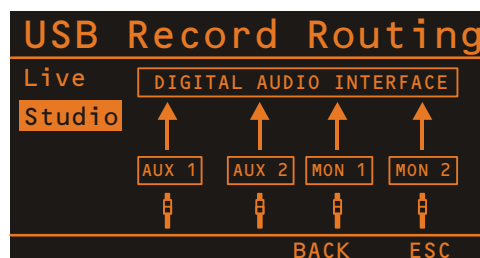 USB Record Routing
Live
DIGITAL AUDIO INTERFACE
Studio
AUX 1 AUX 2 MON 1 MON 2
BACK ESC